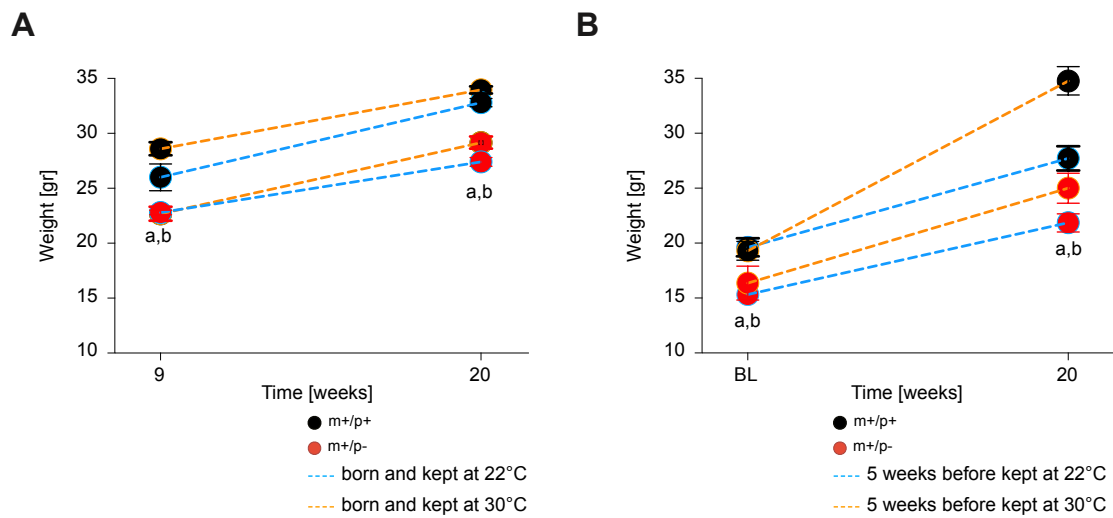 A
35
30
25
20
15
10
Weight [gr]
a,b
a,b
9
20
Time [weeks]
m+/p+
m+/p-
born and kept at 22°C
born and kept at 30°C
B
35
30
25
20
15
10
Weight [gr]
a,b
a,b
BL
20
Time [weeks]
m+/p+
m+/p-
5 weeks before kept at 22°C
5 weeks before kept at 30°C